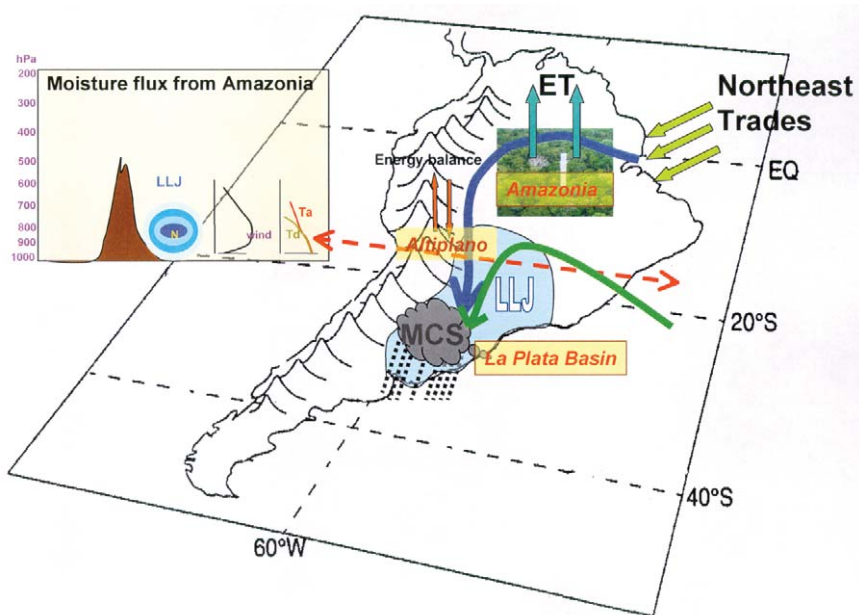 hPa
200
300
400
500
600
700
800
900
1000
Moisture flux from Amazonia
LLJ
N
wind
Ta
Td
ET
Northeast
Trades
Energy balance
Amazonia
EQ
Altiplano
LLJ
MCS
La Plata Basin
20°S
40°S
60°W